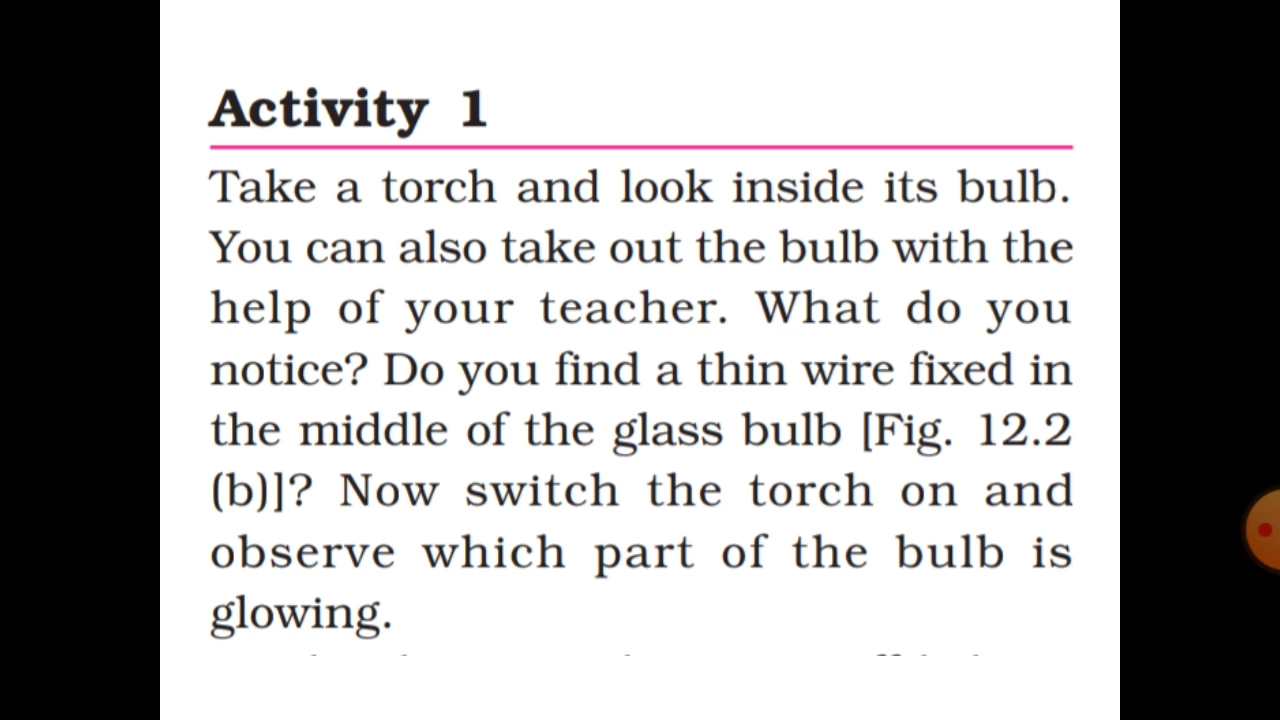 Activity 1
Take a torch and look inside its bulb.
You can also take out the bulb with the
help of your teacher. What do you
notice? Do you find a thin wire fixed in
the middle of the glass bulb [Fig. 12.2
(b)]? Now switch the torch on and
observe which part of the bulb is
glowing.